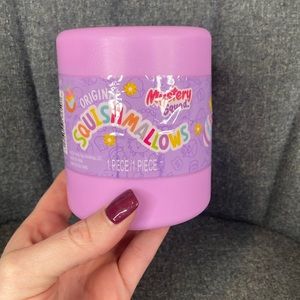 ORIGINAL
Mystery
Squad
SQUISHMALLOWS
1 PIECE/1 PIÈCE